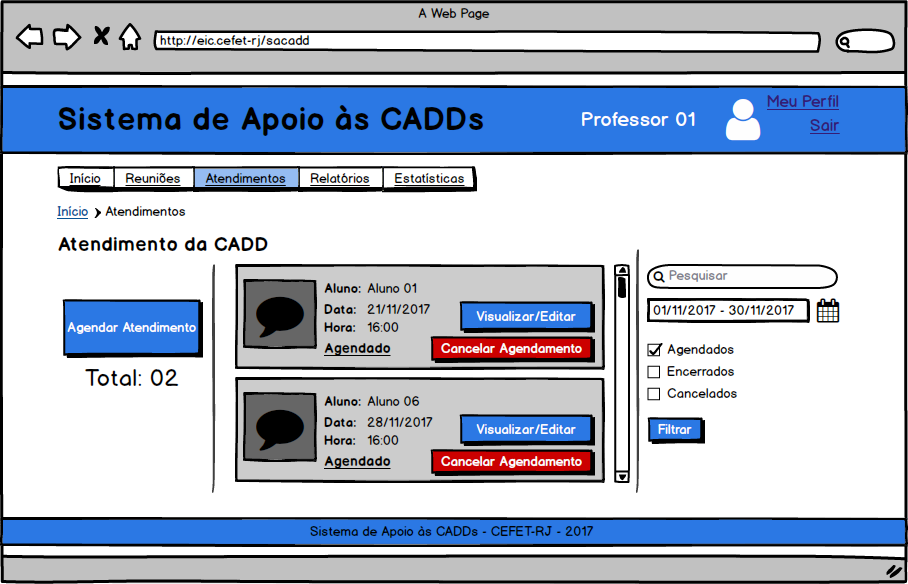 A Web Page
http://eic.cefet-rj/sacadd
Sistema de Apoio às CADDs
Professor 01
Meu Perfil
Sair
Início
Reuniões
Atendimentos
Relatórios
Estatísticas
Início
Atendimentos
Atendimento da CADD
Agendar Atendimento
Total: 02
Aluno: Aluno 01
Data: 21/11/2017
Hora: 16:00
Agendado
Visualizar/Editar
Cancelar Agendamento
Aluno: Aluno 06
Data: 28/11/2017
Hora: 16:00
Agendado
Visualizar/Editar
Cancelar Agendamento
Pesquisar
01/11/2017 - 30/11/2017
Agendados
Encerrados
Cancelados
Filtrar
Sistema de Apoio às CADDs - CEFET-RJ - 2017